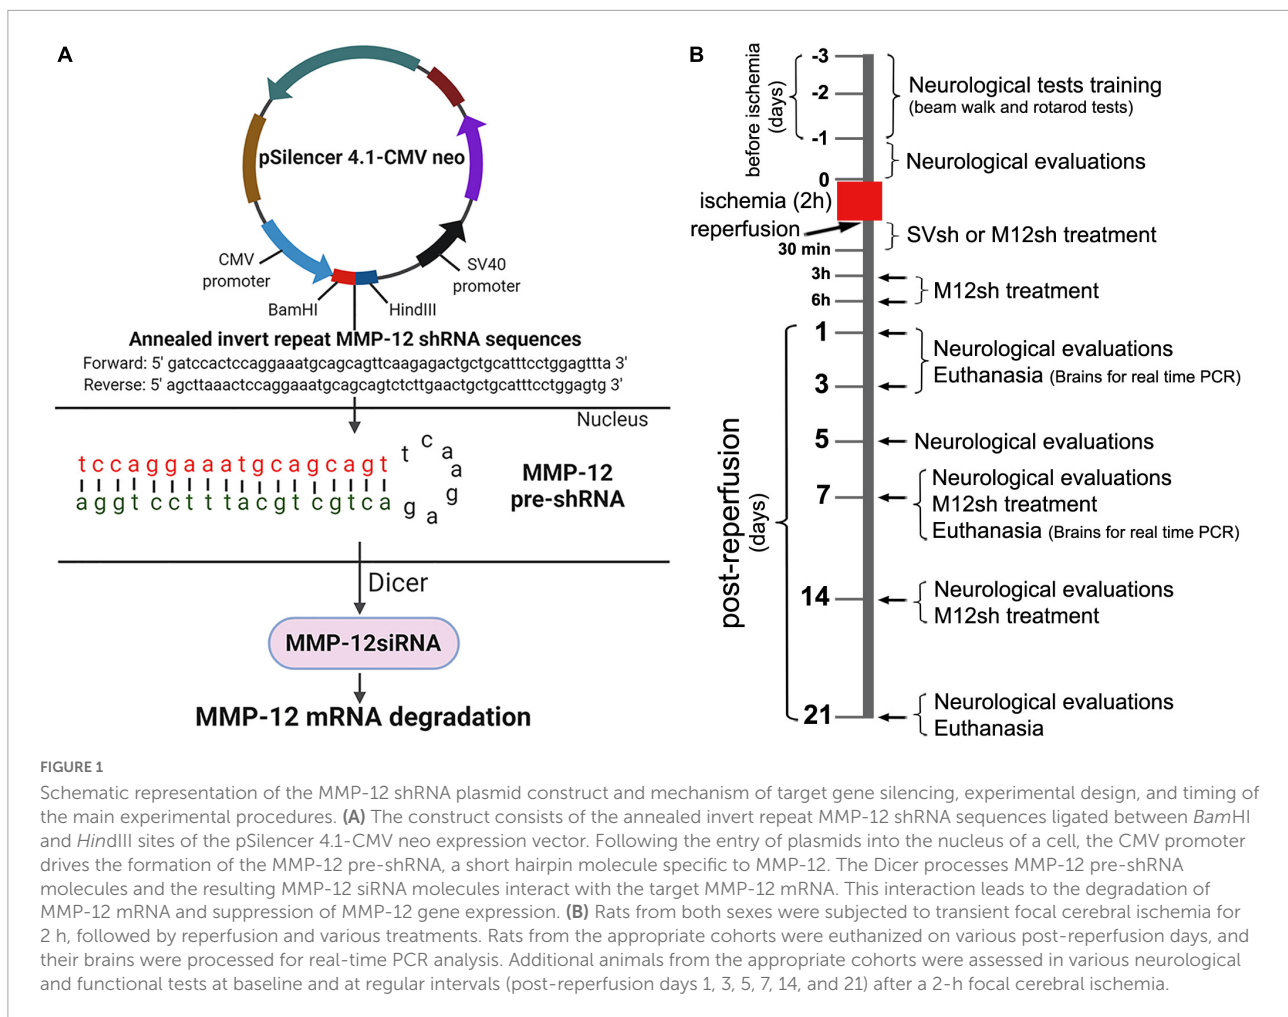 A
pSilencer 4.1-CMV neo
CMV
promoter
SV40
promoter
BamHI
HindIII
Annealed invert repeat MMP-12 shRNA sequences
Forward: 5' gatccactccaggaaatgcagcagttcaagagactgctgcatttcctggagttta 3'
Reverse: 5' agcttaaactccaggaaatgcagcagtctcttgaactgctgcatttcctggagtg 3'
Nucleus
t c c a g g a a a t g c a g c a g t t c a a g a g
a g g t c c t t t a c g t c g t c a
MMP-12
pre-shRNA
Dicer
MMP-12siRNA
MMP-12 mRNA degradation
B
before ischemia
(days)
-3
-2
-1
0
Neurological tests training
(beam walk and rotarod tests)
Neurological evaluations
ischemia (2h)
reperfusion
30 min
SVsh or M12sh treatment
3h
6h
M12sh treatment
post-reperfusion
(days)
1
3
Neurological evaluations
Euthanasia (Brains for real time PCR)
5
Neurological evaluations
7
Neurological evaluations
M12sh treatment
Euthanasia (Brains for real time PCR)
14
Neurological evaluations
M12sh treatment
21
Neurological evaluations
Euthanasia
FIGURE 1
Schematic representation of the MMP-12 shRNA plasmid construct and mechanism of target gene silencing, experimental design, and timing of
the main experimental procedures. (A) The construct consists of the annealed invert repeat MMP-12 shRNA sequences ligated between BamHI
and HindIII sites of the pSilencer 4.1-CMV neo expression vector. Following the entry of plasmids into the nucleus of a cell, the CMV promoter
drives the formation of the MMP-12 pre-shRNA, a short hairpin molecule specific to MMP-12. The Dicer processes MMP-12 pre-shRNA
molecules and the resulting MMP-12 siRNA molecules interact with the target MMP-12 mRNA. This interaction leads to the degradation of
MMP-12 mRNA and suppression of MMP-12 gene expression. (B) Rats from both sexes were subjected to transient focal cerebral ischemia for
2 h, followed by reperfusion and various treatments. Rats from the appropriate cohorts were euthanized on various post-reperfusion days, and
their brains were processed for real-time PCR analysis. Additional animals from the appropriate cohorts were assessed in various neurological
and functional tests at baseline and at regular intervals (post-reperfusion days 1, 3, 5, 7, 14, and 21) after a 2-h focal cerebral ischemia.